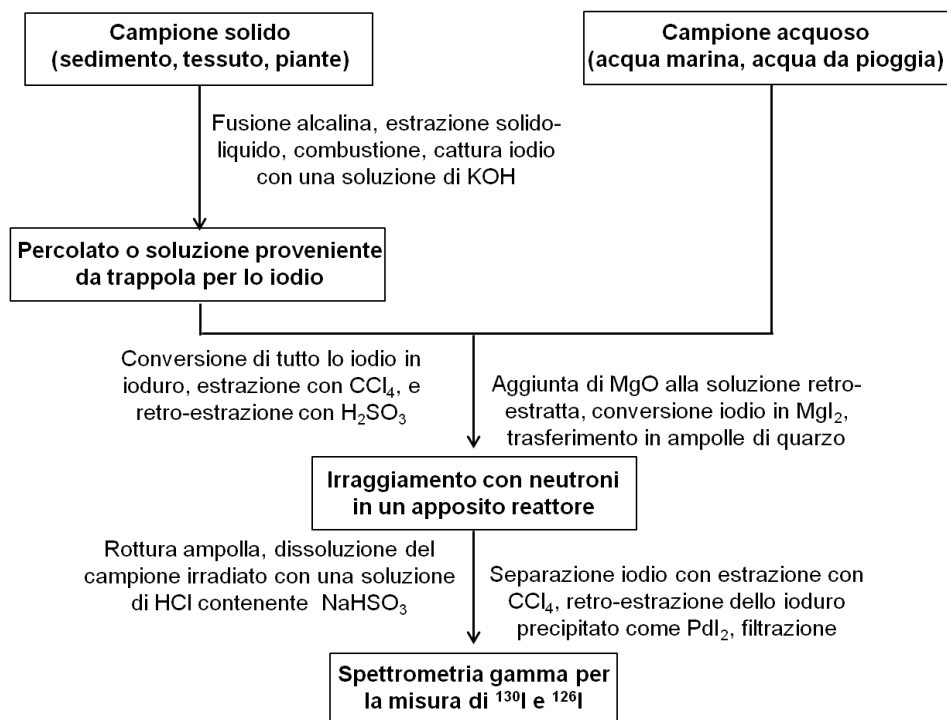 Campione solido
(sedimento, tessuto, piante)
Campione acquoso
(acqua marina, acqua da pioggia)
Fusione alcalina, estrazione solido-
liquido, combustione, cattura iodio
con una soluzione di KOH
Percolato o soluzione proveniente
da trappola per lo iodio
Conversione di tutto lo iodio in
ioduro, estrazione con CCl₄, e
retro-estrazione con H₂SO₃
Aggiunta di MgO alla soluzione retro-
estratta, conversione iodio in MgI₂,
trasferimento in ampolle di quarzo
Irraggiamento con neutroni
in un apposito reattore
Rottura ampolla, dissoluzione del
campione irradiato con una soluzione
di HCl contenente NaHSO₃
Separazione iodio con estrazione con
CCl₄, retro-estrazione dello ioduro
precipitato come PdI₂, filtrazione
Spettrometria gamma per
la misura di ¹³⁰I e ¹²⁶I